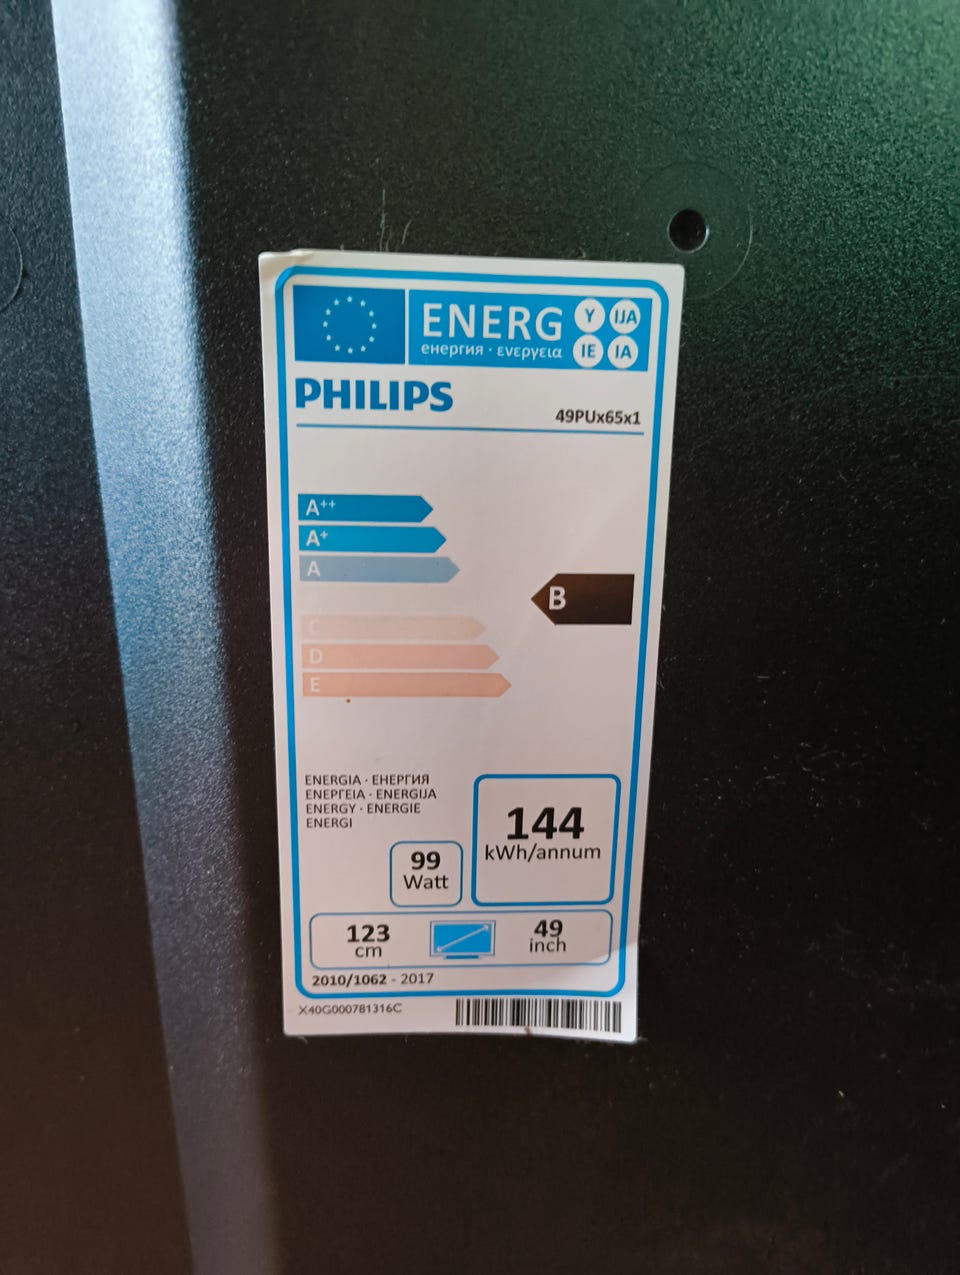 ENERG Y IJA
енергия · ενεργεια IE IA
PHILIPS
49PUx65x1
A++
A+
A
B
C
D
E
ENERGIA · ЕНЕРГИЯ
ΕΝΕΡΓΕΙΑ · ENERGIJA
ENERGY · ENERGIE
ENERGI
144
kWh/annum
99
Watt
123
cm
49
inch
2010/1062 - 2017
X40G000781316C